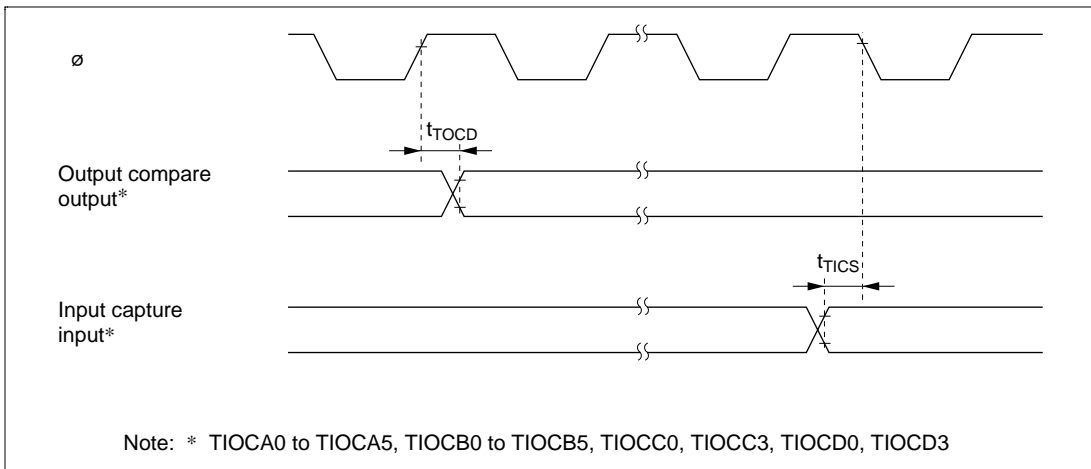 ø
tTOCD
Output compare
output*
tTICS
Input capture
input*
Note: * TIOCA0 to TIOCA5, TIOCB0 to TIOCB5, TIOCC0, TIOCC3, TIOCD0, TIOCD3